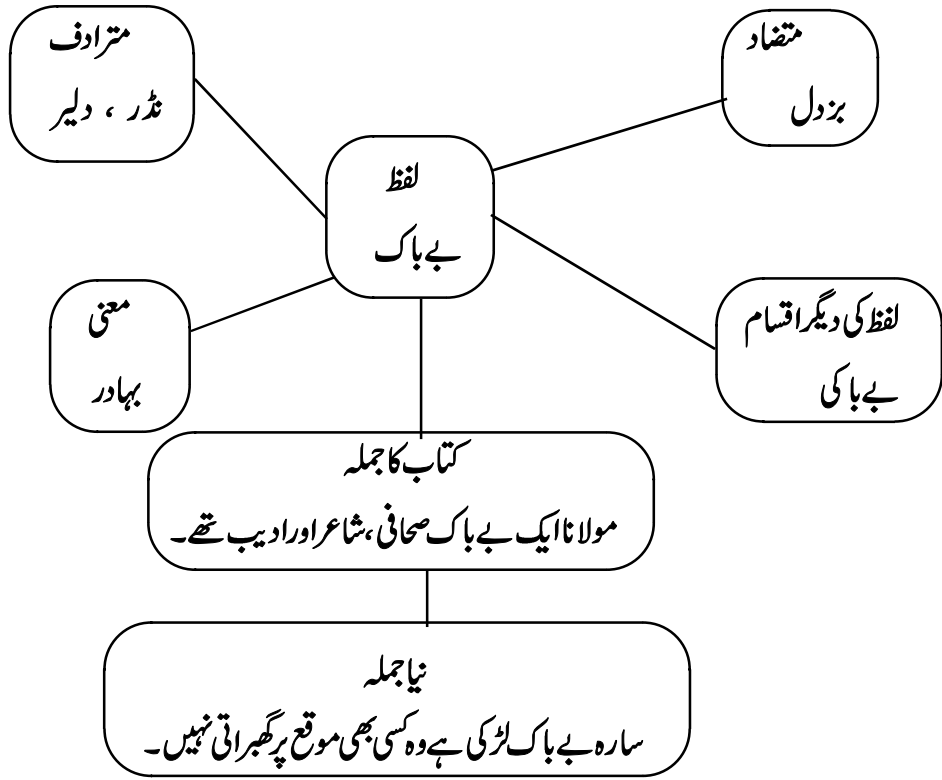 متضاد
بزدل
مترادف
نڈر ، دلیر
لفظ
بے باک
لفظ کی دیگر اقسام
بے باکی
معنی
بہادر
کتاب کا جملہ
مولانا ایک بے باک صحافی، شاعر اور ادیب تھے۔
نیا جملہ
سارہ بے باک لڑکی ہے وہ کسی بھی موقع پر گھبراتی نہیں۔